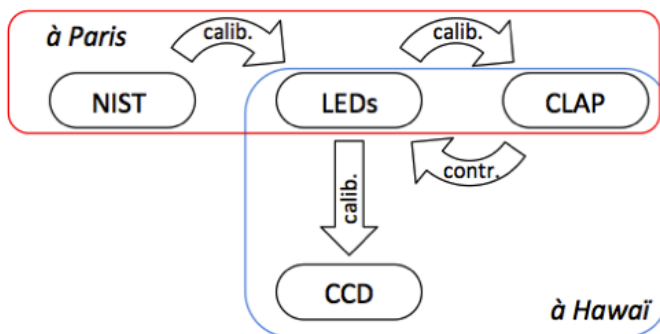 à Paris
calib.
calib.
NIST
LEDs
CLAP
contr.
calib.
CCD
à Hawaï